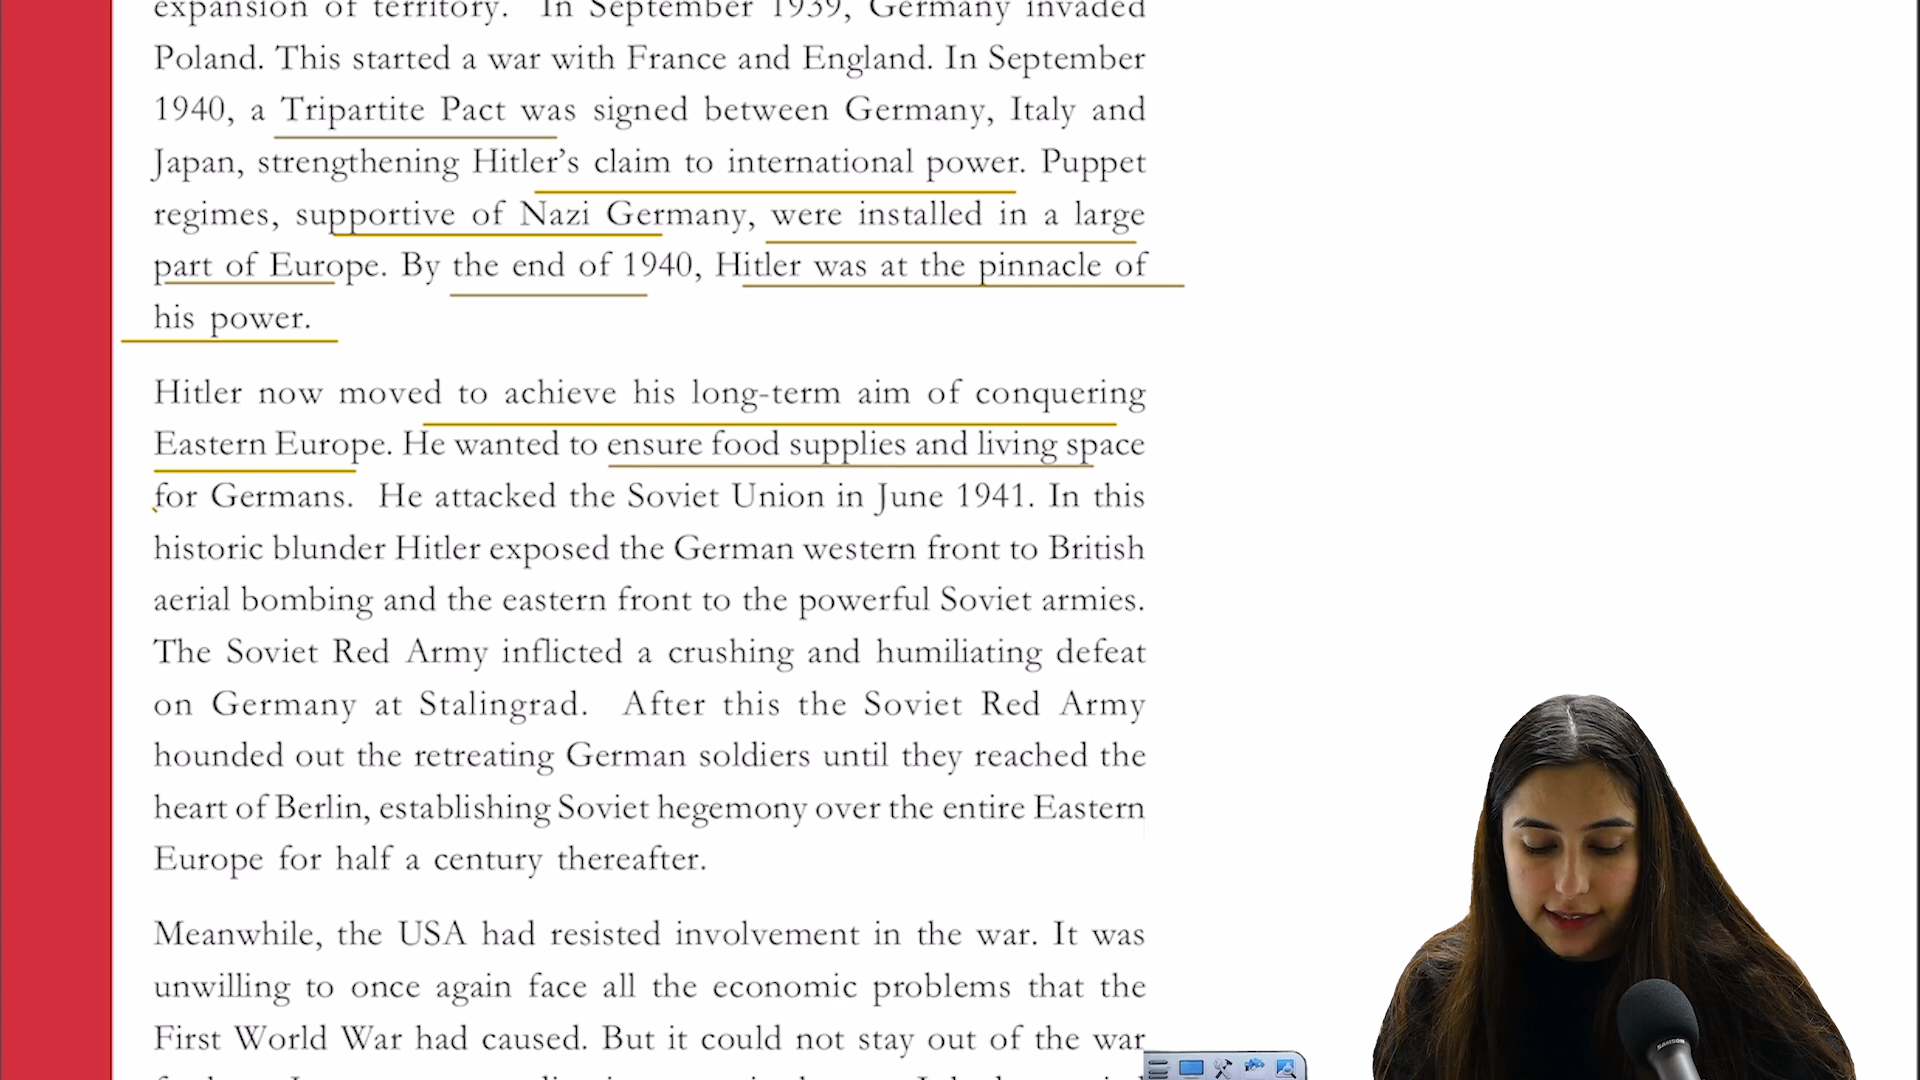 expansion of territory. In September 1939, Germany invaded
Poland. This started a war with France and England. In September
1940, a Tripartite Pact was signed between Germany, Italy and
Japan, strengthening Hitler’s claim to international power. Puppet
regimes, supportive of Nazi Germany, were installed in a large
part of Europe. By the end of 1940, Hitler was at the pinnacle of
his power.
Hitler now moved to achieve his long-term aim of conquering
Eastern Europe. He wanted to ensure food supplies and living space
for Germans. He attacked the Soviet Union in June 1941. In this
historic blunder Hitler exposed the German western front to British
aerial bombing and the eastern front to the powerful Soviet armies.
The Soviet Red Army inflicted a crushing and humiliating defeat
on Germany at Stalingrad. After this the Soviet Red Army
hounded out the retreating German soldiers until they reached the
heart of Berlin, establishing Soviet hegemony over the entire Eastern
Europe for half a century thereafter.
Meanwhile, the USA had resisted involvement in the war. It was
unwilling to once again face all the economic problems that the
First World War had caused. But it could not stay out of the war
SAMSON